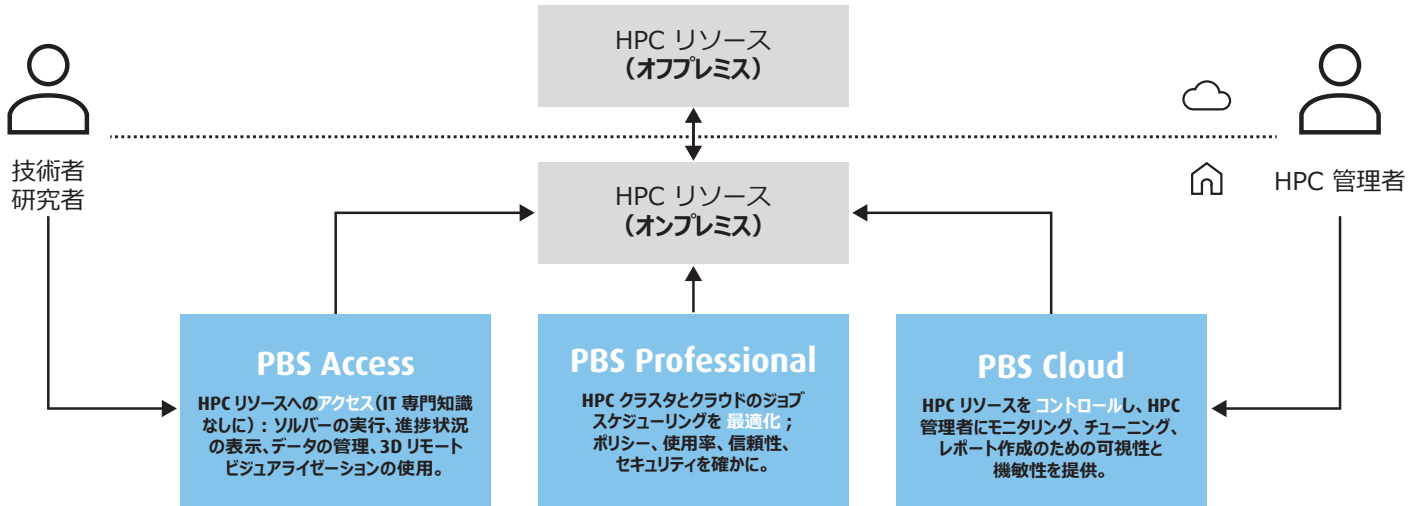 HPC リソース
（オフプレミス）
技術者
研究者
HPC リソース
（オンプレミス）
HPC 管理者
PBS Access
HPC リソースへのアクセス（IT 専門知識
なしに）：ソルバーの実行、進捗状況
の表示、データの管理、3D リモート
ビジュアライゼーションの使用。
PBS Professional
HPC クラスタとクラウドのジョブ
スケジューリングを 最適化 ；
ポリシー、使用率、信頼性、
セキュリティを確かに。
PBS Cloud
HPC リソースを コントロールし、HPC
管理者にモニタリング、チューニング、
レポート作成のための可視性と
機敏性を提供。